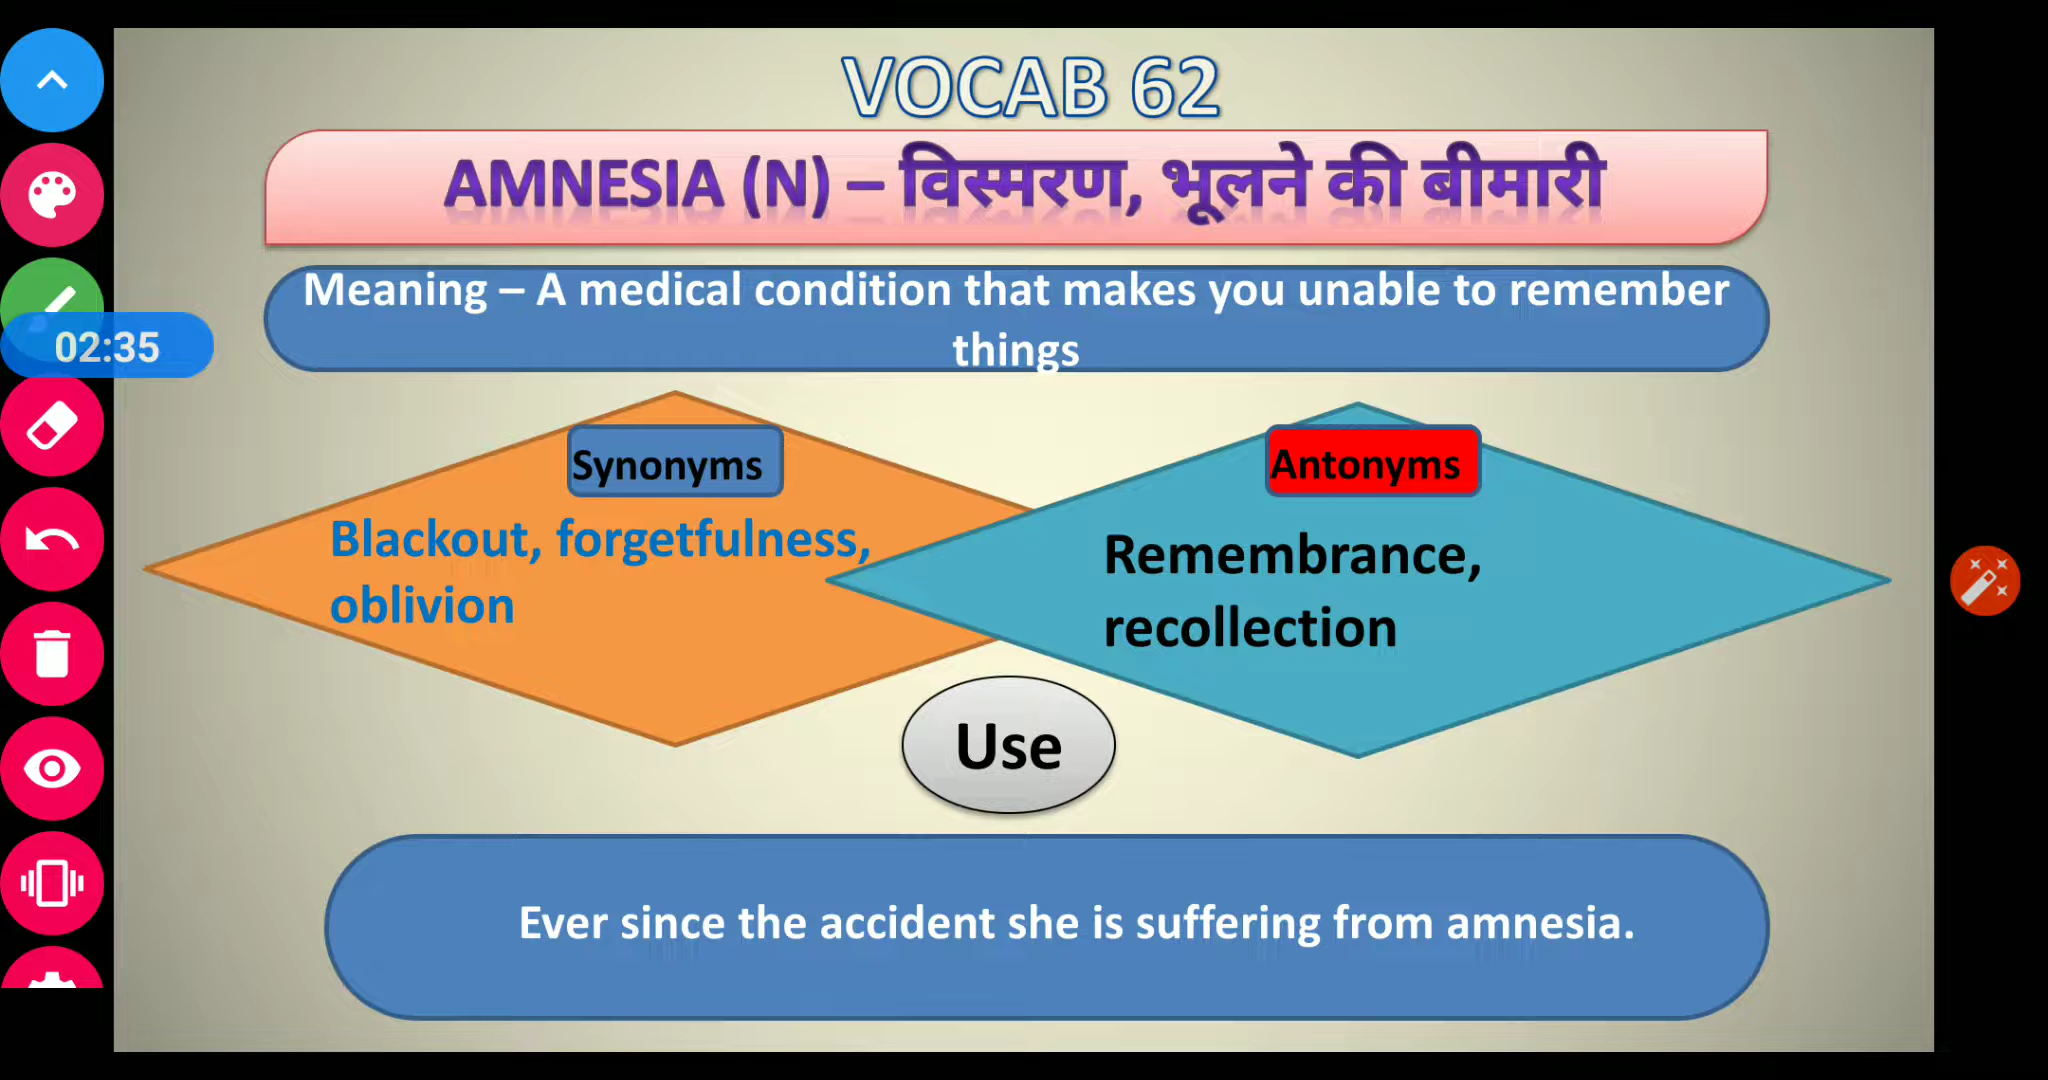 VOCAB 62
AMNESIA (N) – विस्मरण, भूलने की बीमारी
Meaning – A medical condition that makes you unable to remember
things
02:35
Synonyms
Blackout, forgetfulness,
oblivion
Antonyms
Remembrance,
recollection
Use
Ever since the accident she is suffering from amnesia.